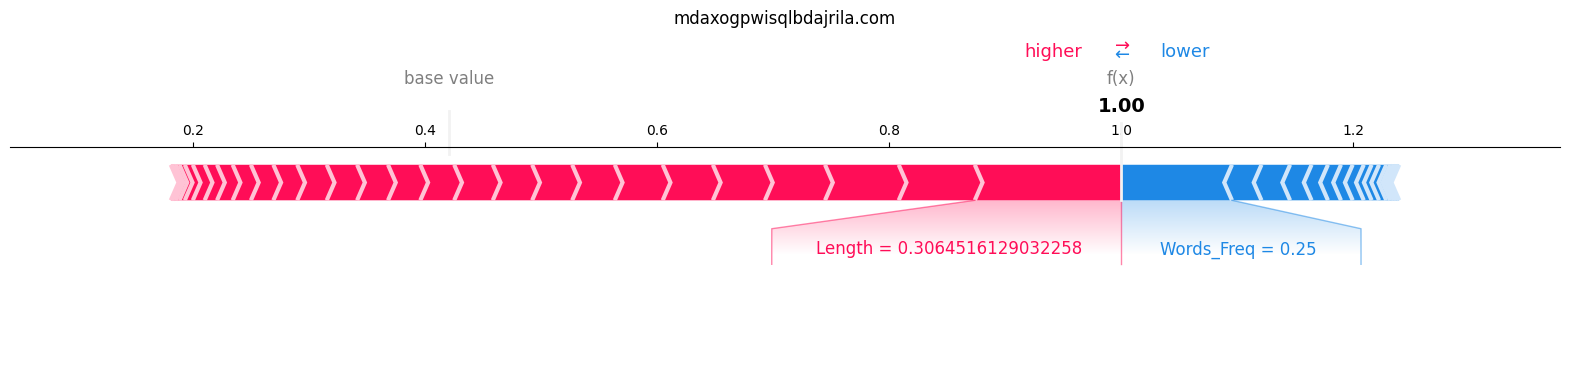 mdaxogpwisqlbdajrila.com
higher ⇄ lower
base value f(x)
1.00
0.2 0.4 0.6 0.8 1.0 1.2
Length = 0.3064516129032258 Words_Freq = 0.25